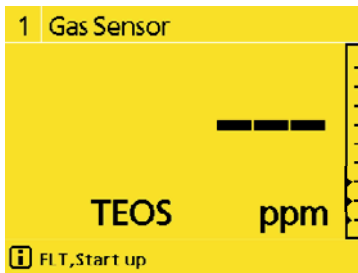 1 Gas Sensor
---
TEOS ppm
i FLT,Start up